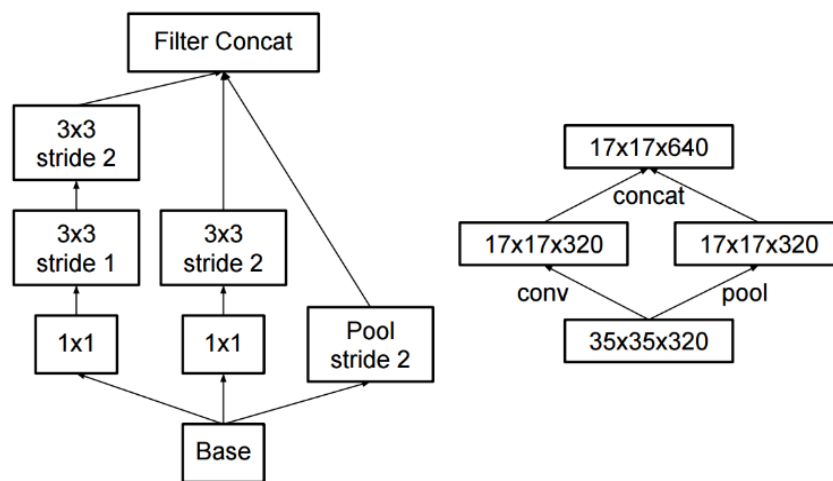 Filter Concat
3x3
stride 2
3x3
stride 1
3x3
stride 2
1x1
1x1
Pool
stride 2
Base
17x17x640
concat
17x17x320
17x17x320
conv
pool
35x35x320